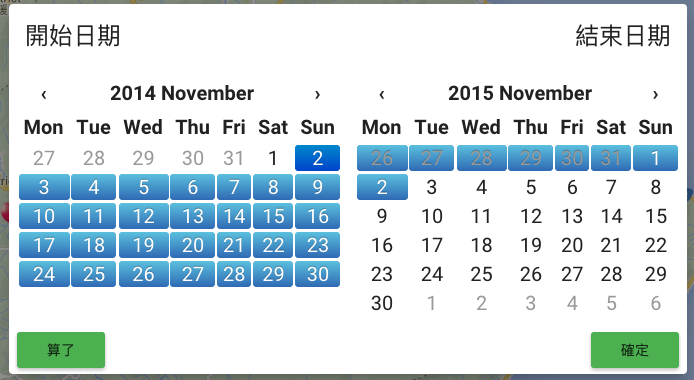 開始日期 結束日期
‹ 2014 November ›
Mon Tue Wed Thu Fri Sat Sun
27 28 29 30 31 1 2
3 4 5 6 7 8 9
10 11 12 13 14 15 16
17 18 19 20 21 22 23
24 25 26 27 28 29 30
‹ 2015 November ›
Mon Tue Wed Thu Fri Sat Sun
26 27 28 29 30 31 1
2 3 4 5 6 7 8
9 10 11 12 13 14 15
16 17 18 19 20 21 22
23 24 25 26 27 28 29
30 1 2 3 4 5 6
算了 確定